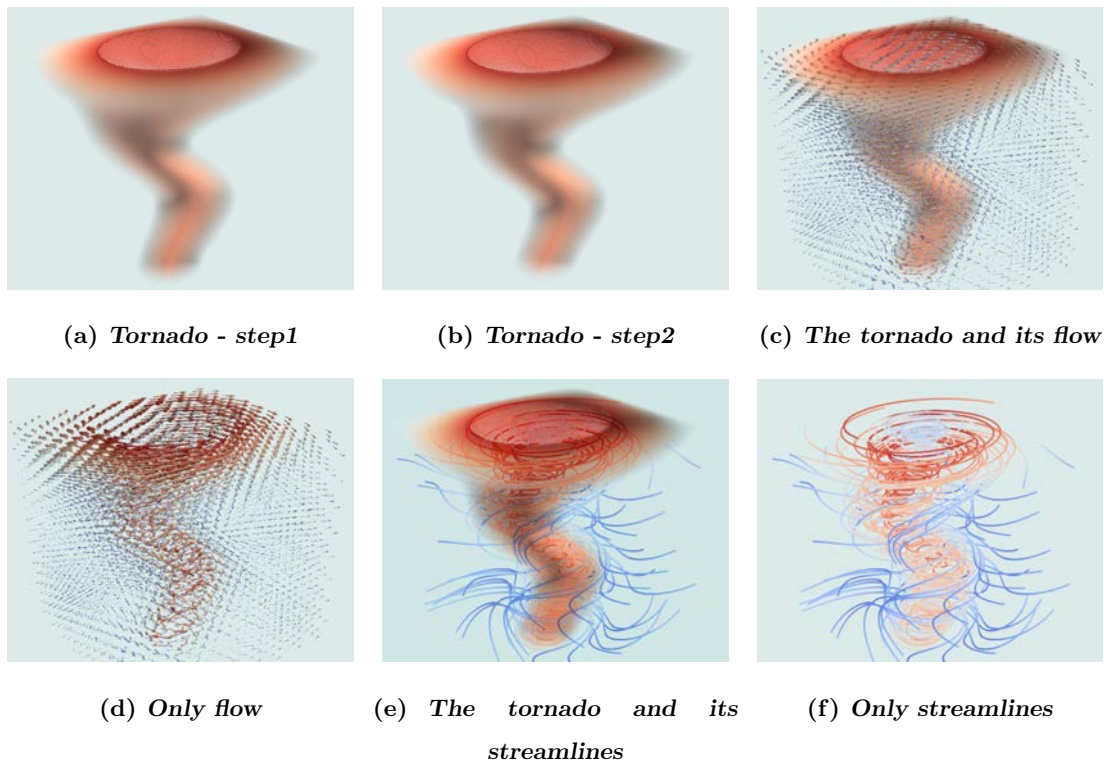 (a) Tornado - step1
(b) Tornado - step2
(c) The tornado and its flow
(d) Only flow
(e) The tornado and its
streamlines
(f) Only streamlines